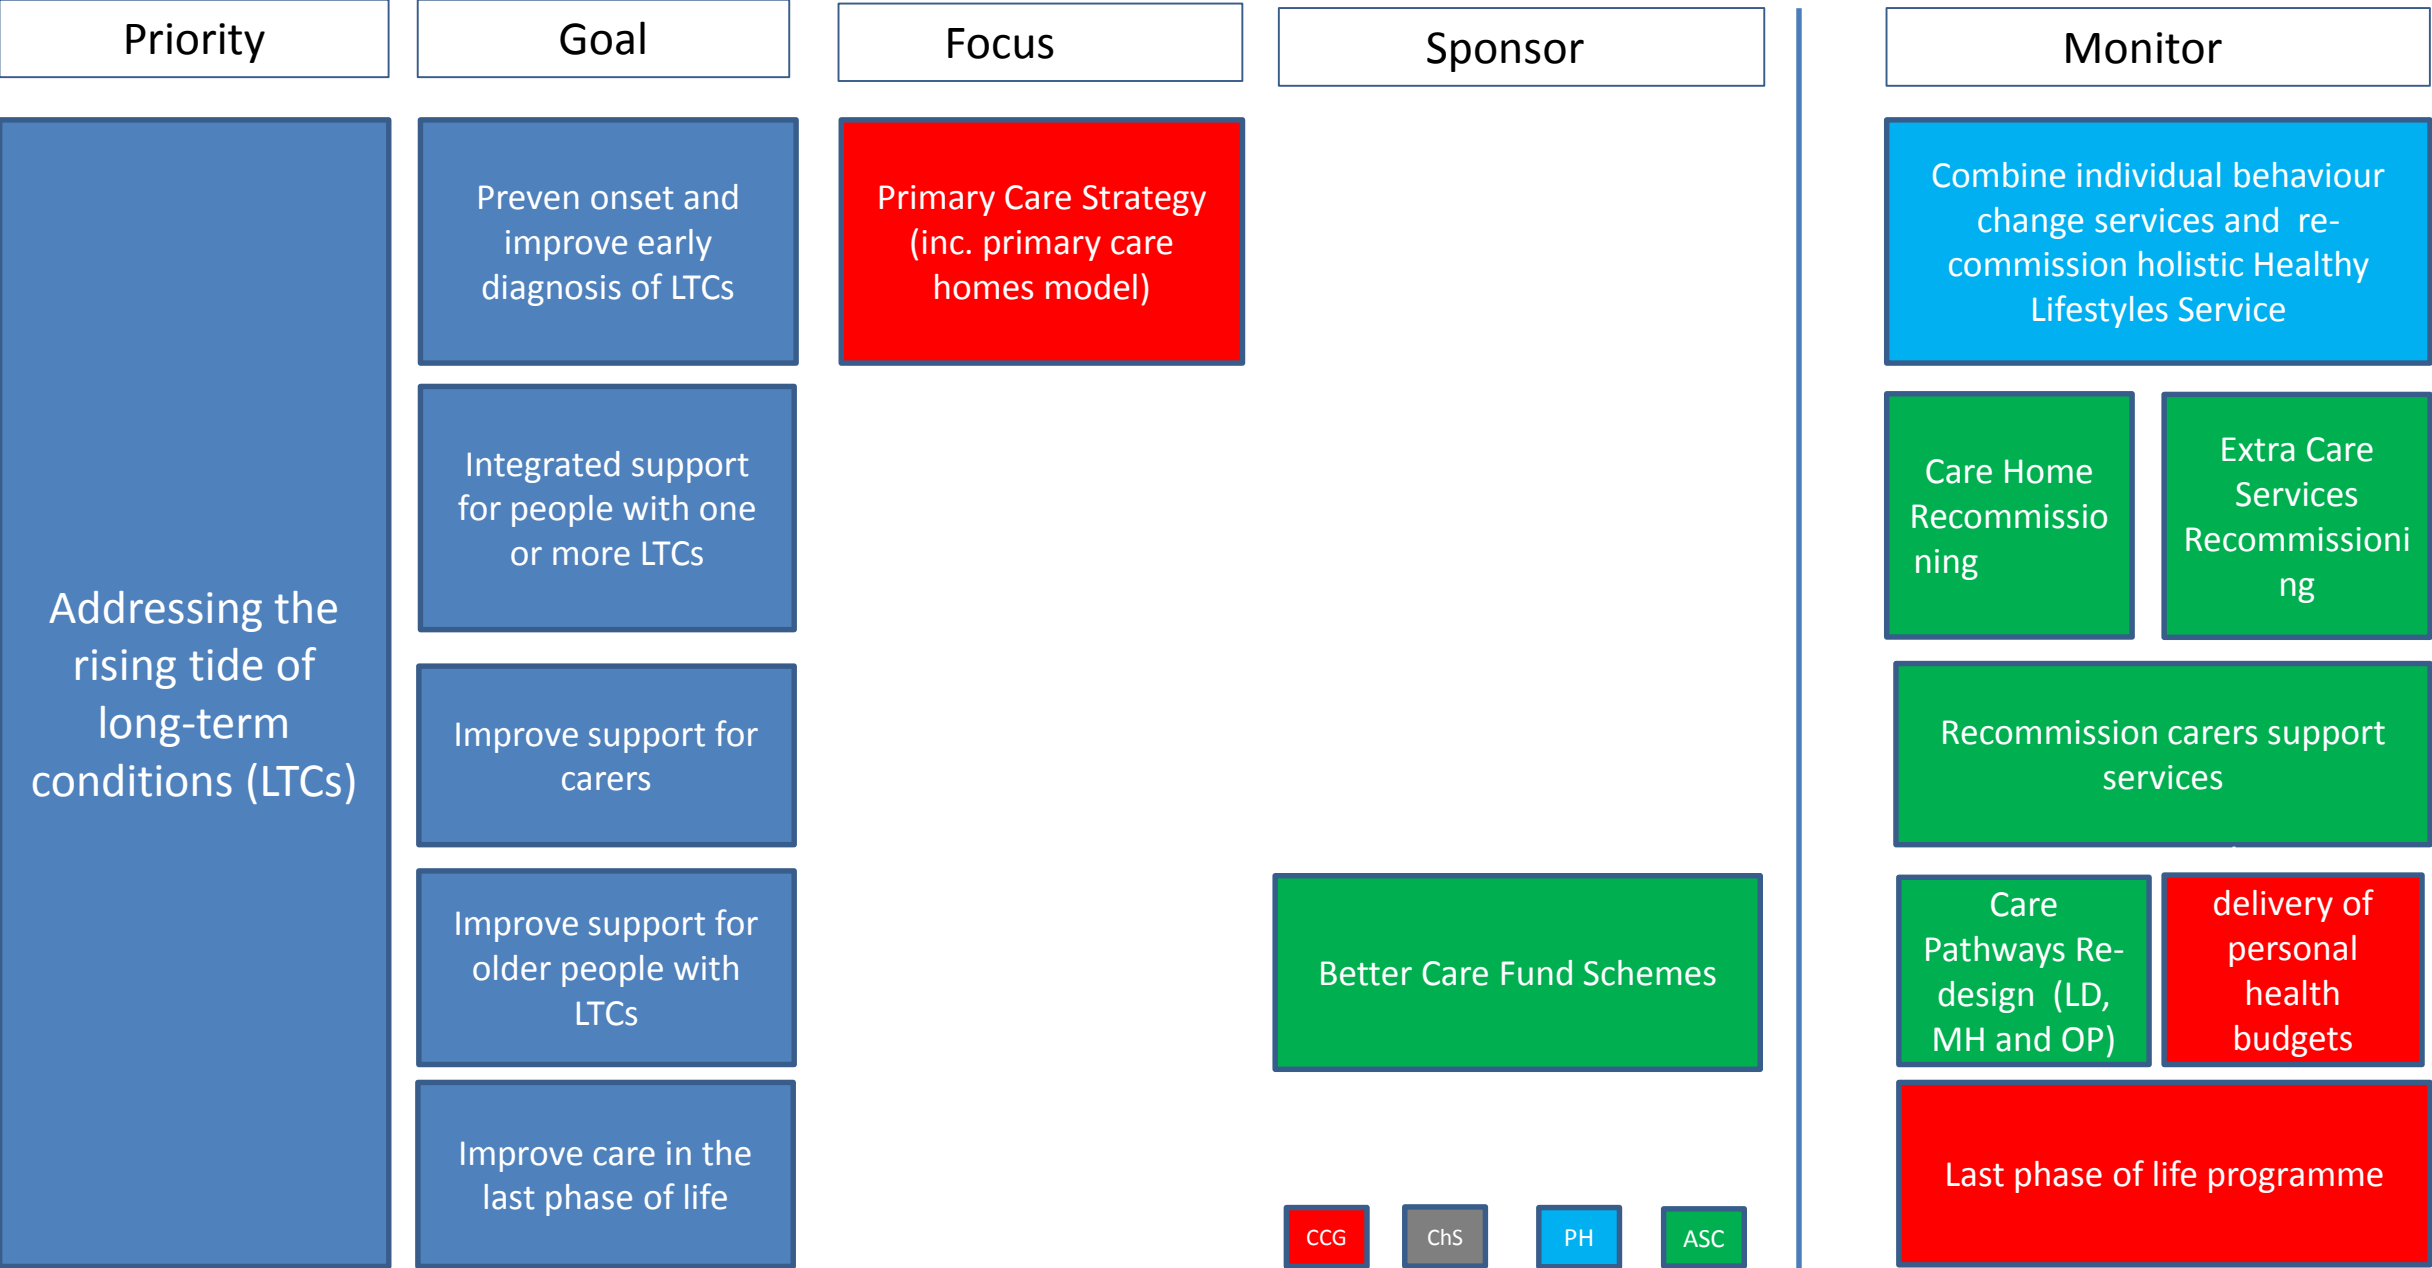 Priority
Goal
Focus
Sponsor
Monitor
Addressing the
rising tide of
long-term
conditions (LTCs)
Preven onset and
improve early
diagnosis of LTCs
Primary Care Strategy
(inc. primary care
homes model)
Combine individual behaviour
change services and  re-
commission holistic Healthy
Lifestyles Service
Integrated support
for people with one
or more LTCs
Care Home
Recommissio
ning
Extra Care
Services
Recommissioni
ng
Improve support for
carers
Recommission carers support
services
Improve support for
older people with
LTCs
Better Care Fund Schemes
Care
Pathways Re-
design  (LD,
MH and OP)
delivery of
personal
health
budgets
Improve care in the
last phase of life
Last phase of life programme
CCG
ChS
PH
ASC